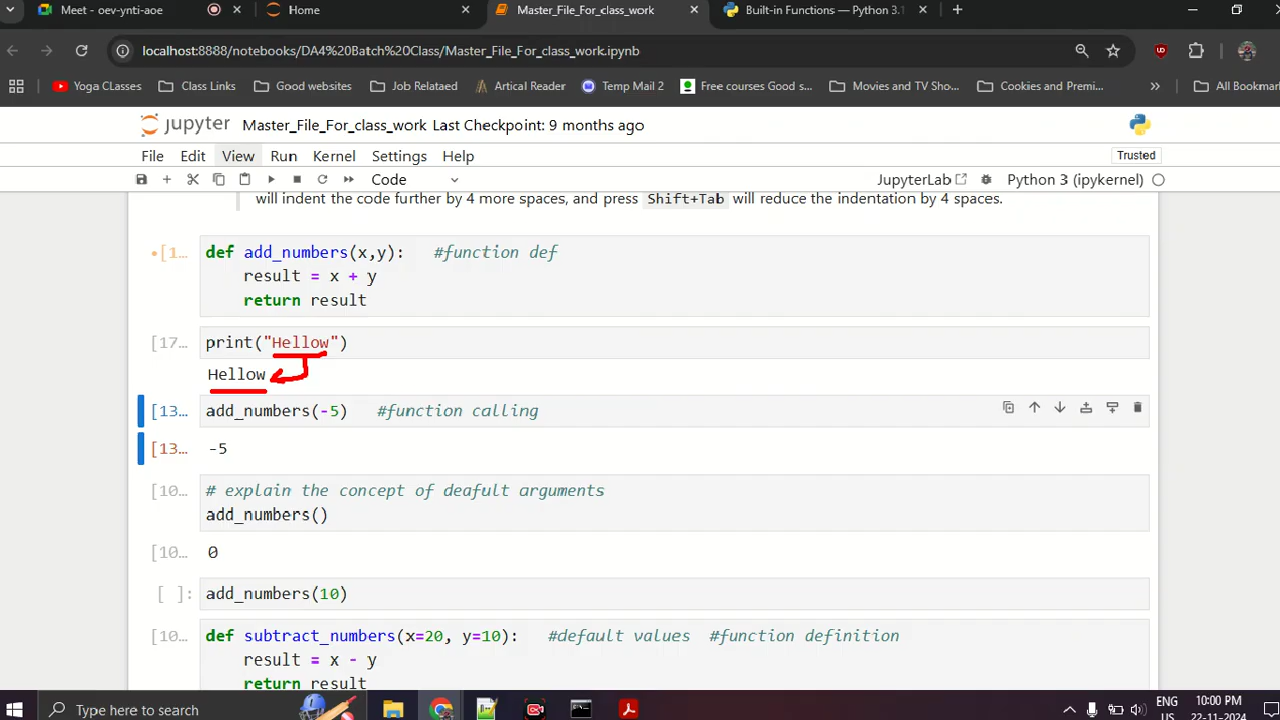 Meet - oev-ynti-aoe
Home
Master_File_For_class_work
Built-in Functions — Python 3.1
localhost:8888/notebooks/DA4%20Batch%20Class/Master_File_For_class_work.ipynb
Yoga CLasses
Class Links
Good websites
Job Relataed
Artical Reader
Temp Mail 2
Free courses Good s...
Movies and TV Sho...
Cookies and Premi...
All Bookmar
jupyter
Master_File_For_class_work Last Checkpoint: 9 months ago
File Edit View Run Kernel Settings Help
Trusted
Code
JupyterLab
Python 3 (ipykernel)
will indent the code further by 4 more spaces, and press Shift+Tab will reduce the indentation by 4 spaces.
[1...
def add_numbers(x,y): #function def
result = x + y
return result
[17...
print("Hellow")
Hellow
[13...
add_numbers(-5) #function calling
[13...
-5
[10...
# explain the concept of deafult arguments
add_numbers()
[10...
0
[ ]:
add_numbers(10)
[10...
def subtract_numbers(x=20, y=10): #default values #function definition
result = x - y
return result
Type here to search
ENG
US
10:00 PM
22-11-2024